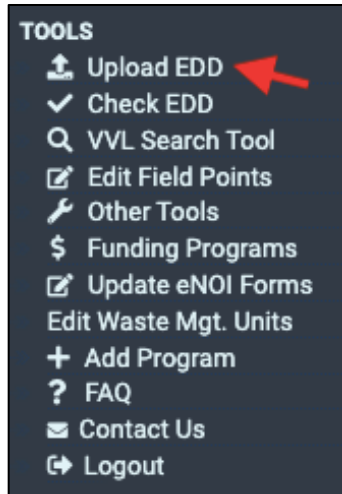 TOOLS
Upload EDD
Check EDD
VVL Search Tool
Edit Field Points
Other Tools
$ Funding Programs
Update eNOI Forms
Edit Waste Mgt. Units
+ Add Program
? FAQ
Contact Us
Logout